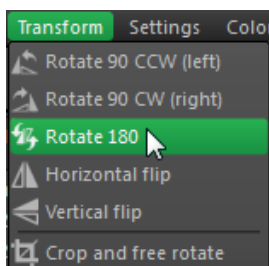 Transform Settings Colo
Rotate 90 CCW (left)
Rotate 90 CW (right)
Rotate 180
Horizontal flip
Vertical flip
Crop and free rotate